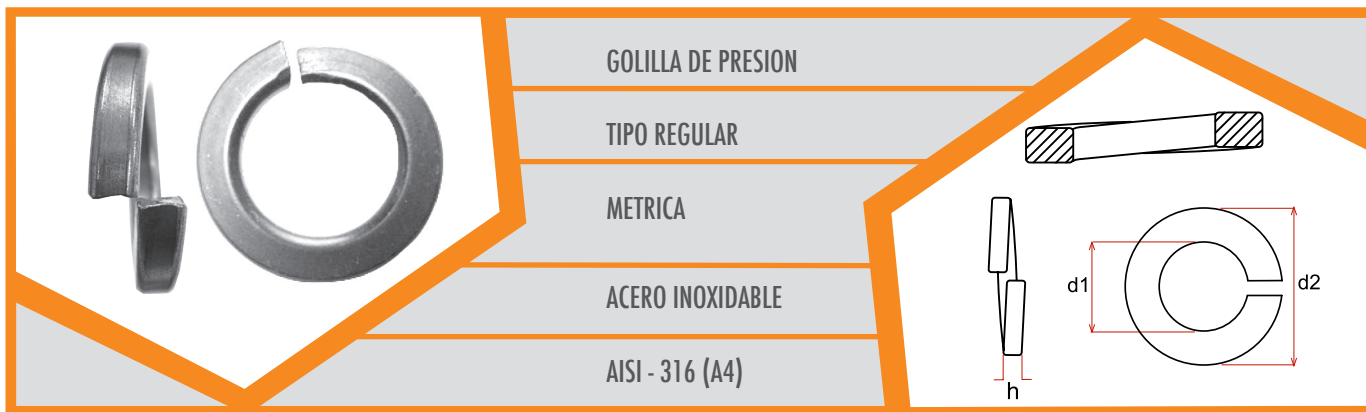 GOLILLA DE PRESION
TIPO REGULAR
METRICA
ACERO INOXIDABLE
AISI - 316 (A4)
d1
d2
h